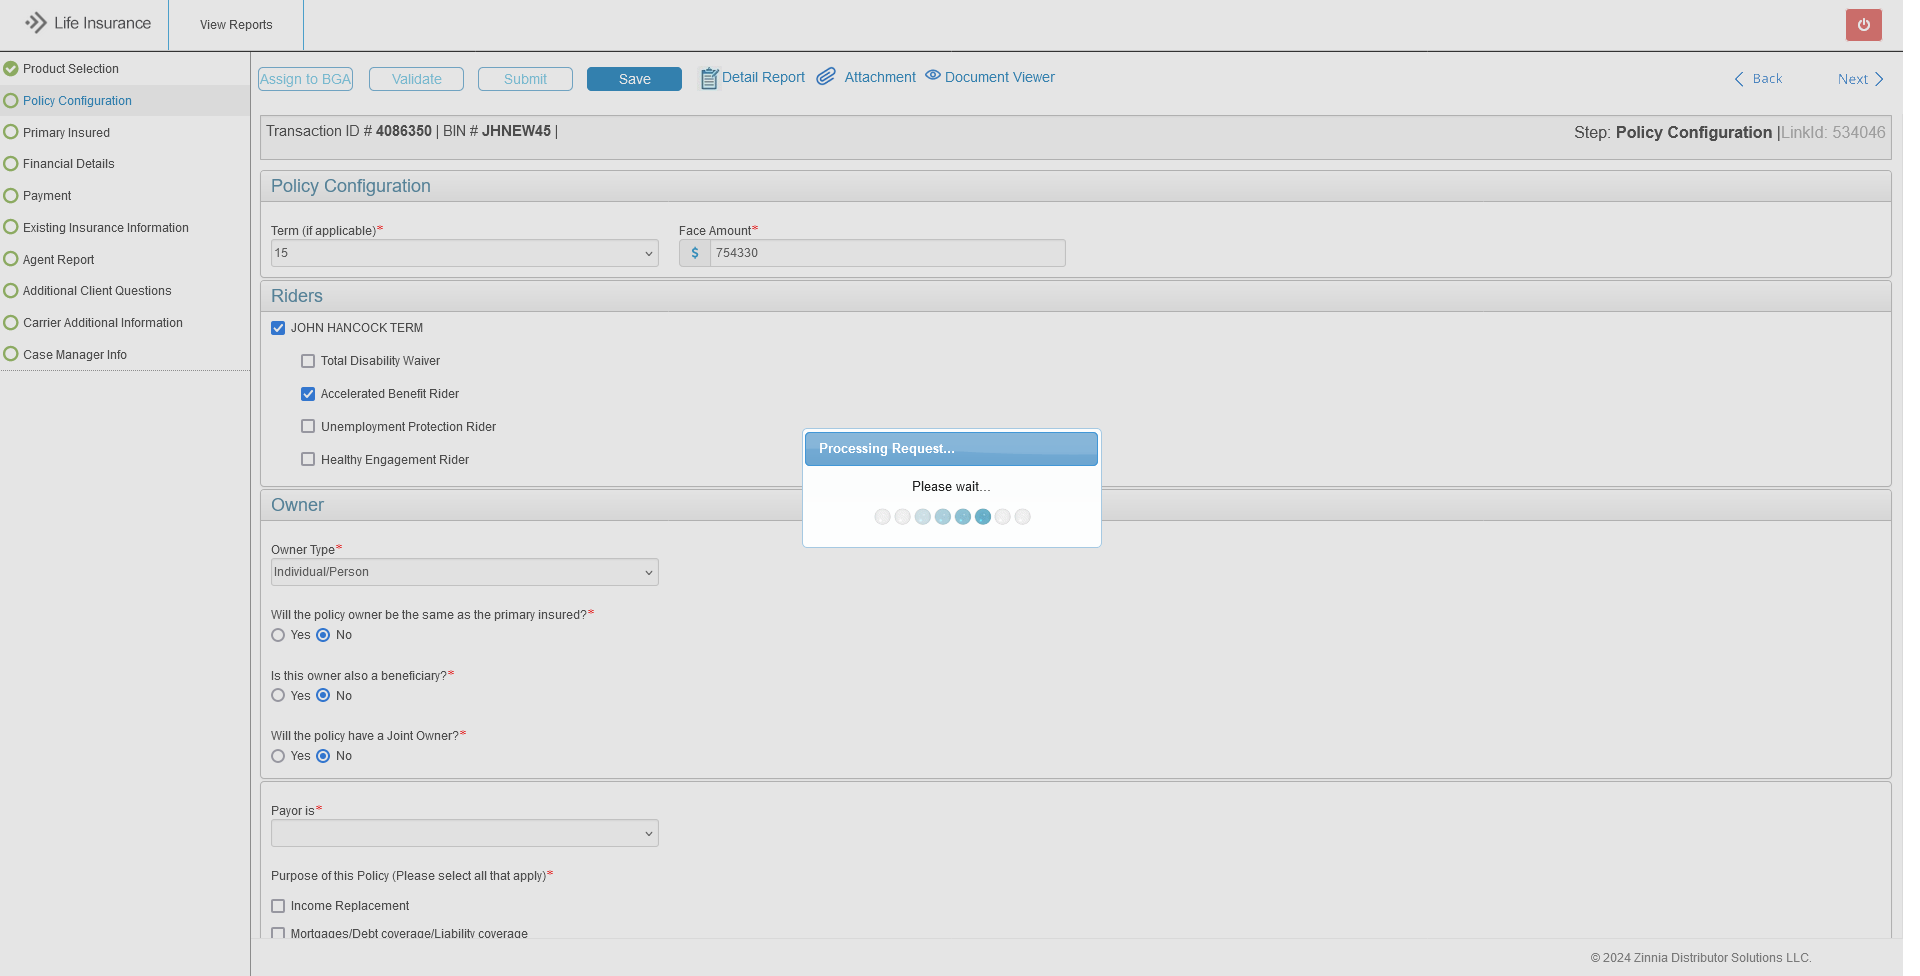 Life Insurance
View Reports
Product Selection
Policy Configuration
Primary Insured
Financial Details
Payment
Existing Insurance Information
Agent Report
Additional Client Questions
Carrier Additional Information
Case Manager Info
Assign to BGA
Validate
Submit
Save
Detail Report
Attachment
Document Viewer
Back
Next
Transaction ID # 4086350 | BIN # JHNEW45 |
Step: Policy Configuration |LinkId: 534046
Policy Configuration
Term (if applicable)*
15
Face Amount*
$ 754330
Riders
JOHN HANCOCK TERM
Total Disability Waiver
Accelerated Benefit Rider
Unemployment Protection Rider
Healthy Engagement Rider
Processing Request...
Please wait...
Owner
Owner Type*
Individual/Person
Will the policy owner be the same as the primary insured?*
Yes No
Is this owner also a beneficiary?*
Yes No
Will the policy have a Joint Owner?*
Yes No
Payor is*
Purpose of this Policy (Please select all that apply)*
Income Replacement
Mortgages/Debt coverage/Liability coverage
© 2024 Zinnia Distributor Solutions LLC.